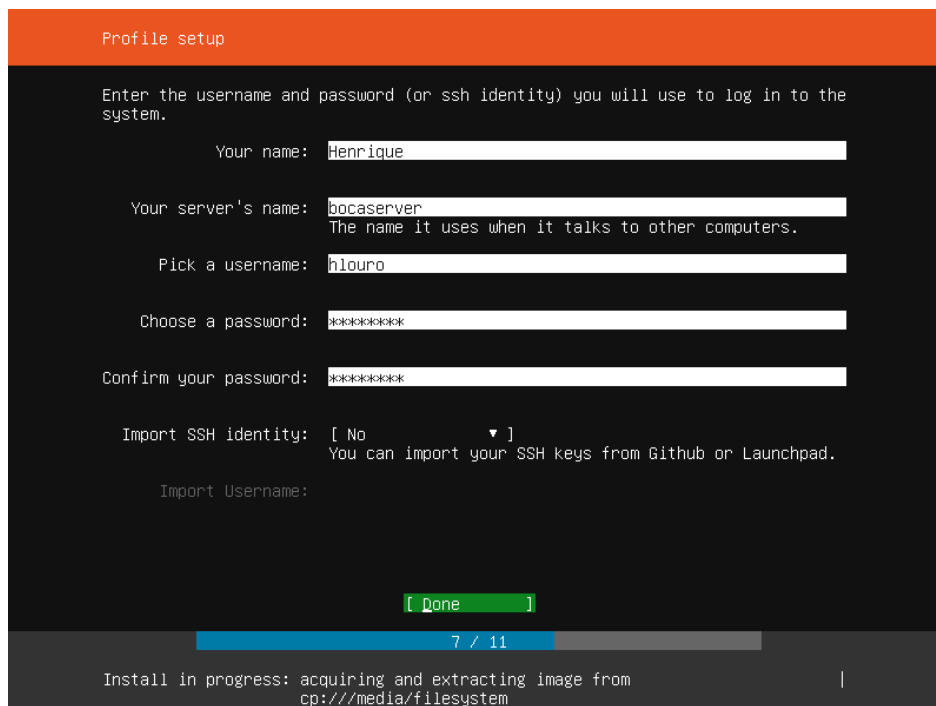 Profile setup
Enter the username and password (or ssh identity) you will use to log in to the
system.
Your name: Henrique
Your server's name: bocaserver
The name it uses when it talks to other computers.
Pick a username: hlouro
Choose a password: ********
Confirm your password: ********
Import SSH identity: [ No ▼ ]
You can import your SSH keys from Github or Launchpad.
Import Username:
[ Done ]
7 / 11
Install in progress: acquiring and extracting image from |
cp:///media/filesystem